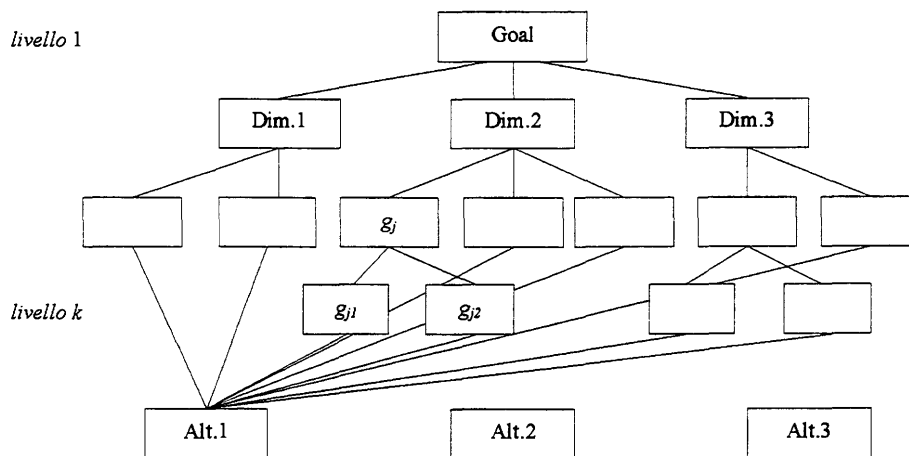 Goal
livello 1
Dim.1 Dim.2 Dim.3
g_j
livello k
g_j1 g_j2
Alt.1 Alt.2 Alt.3